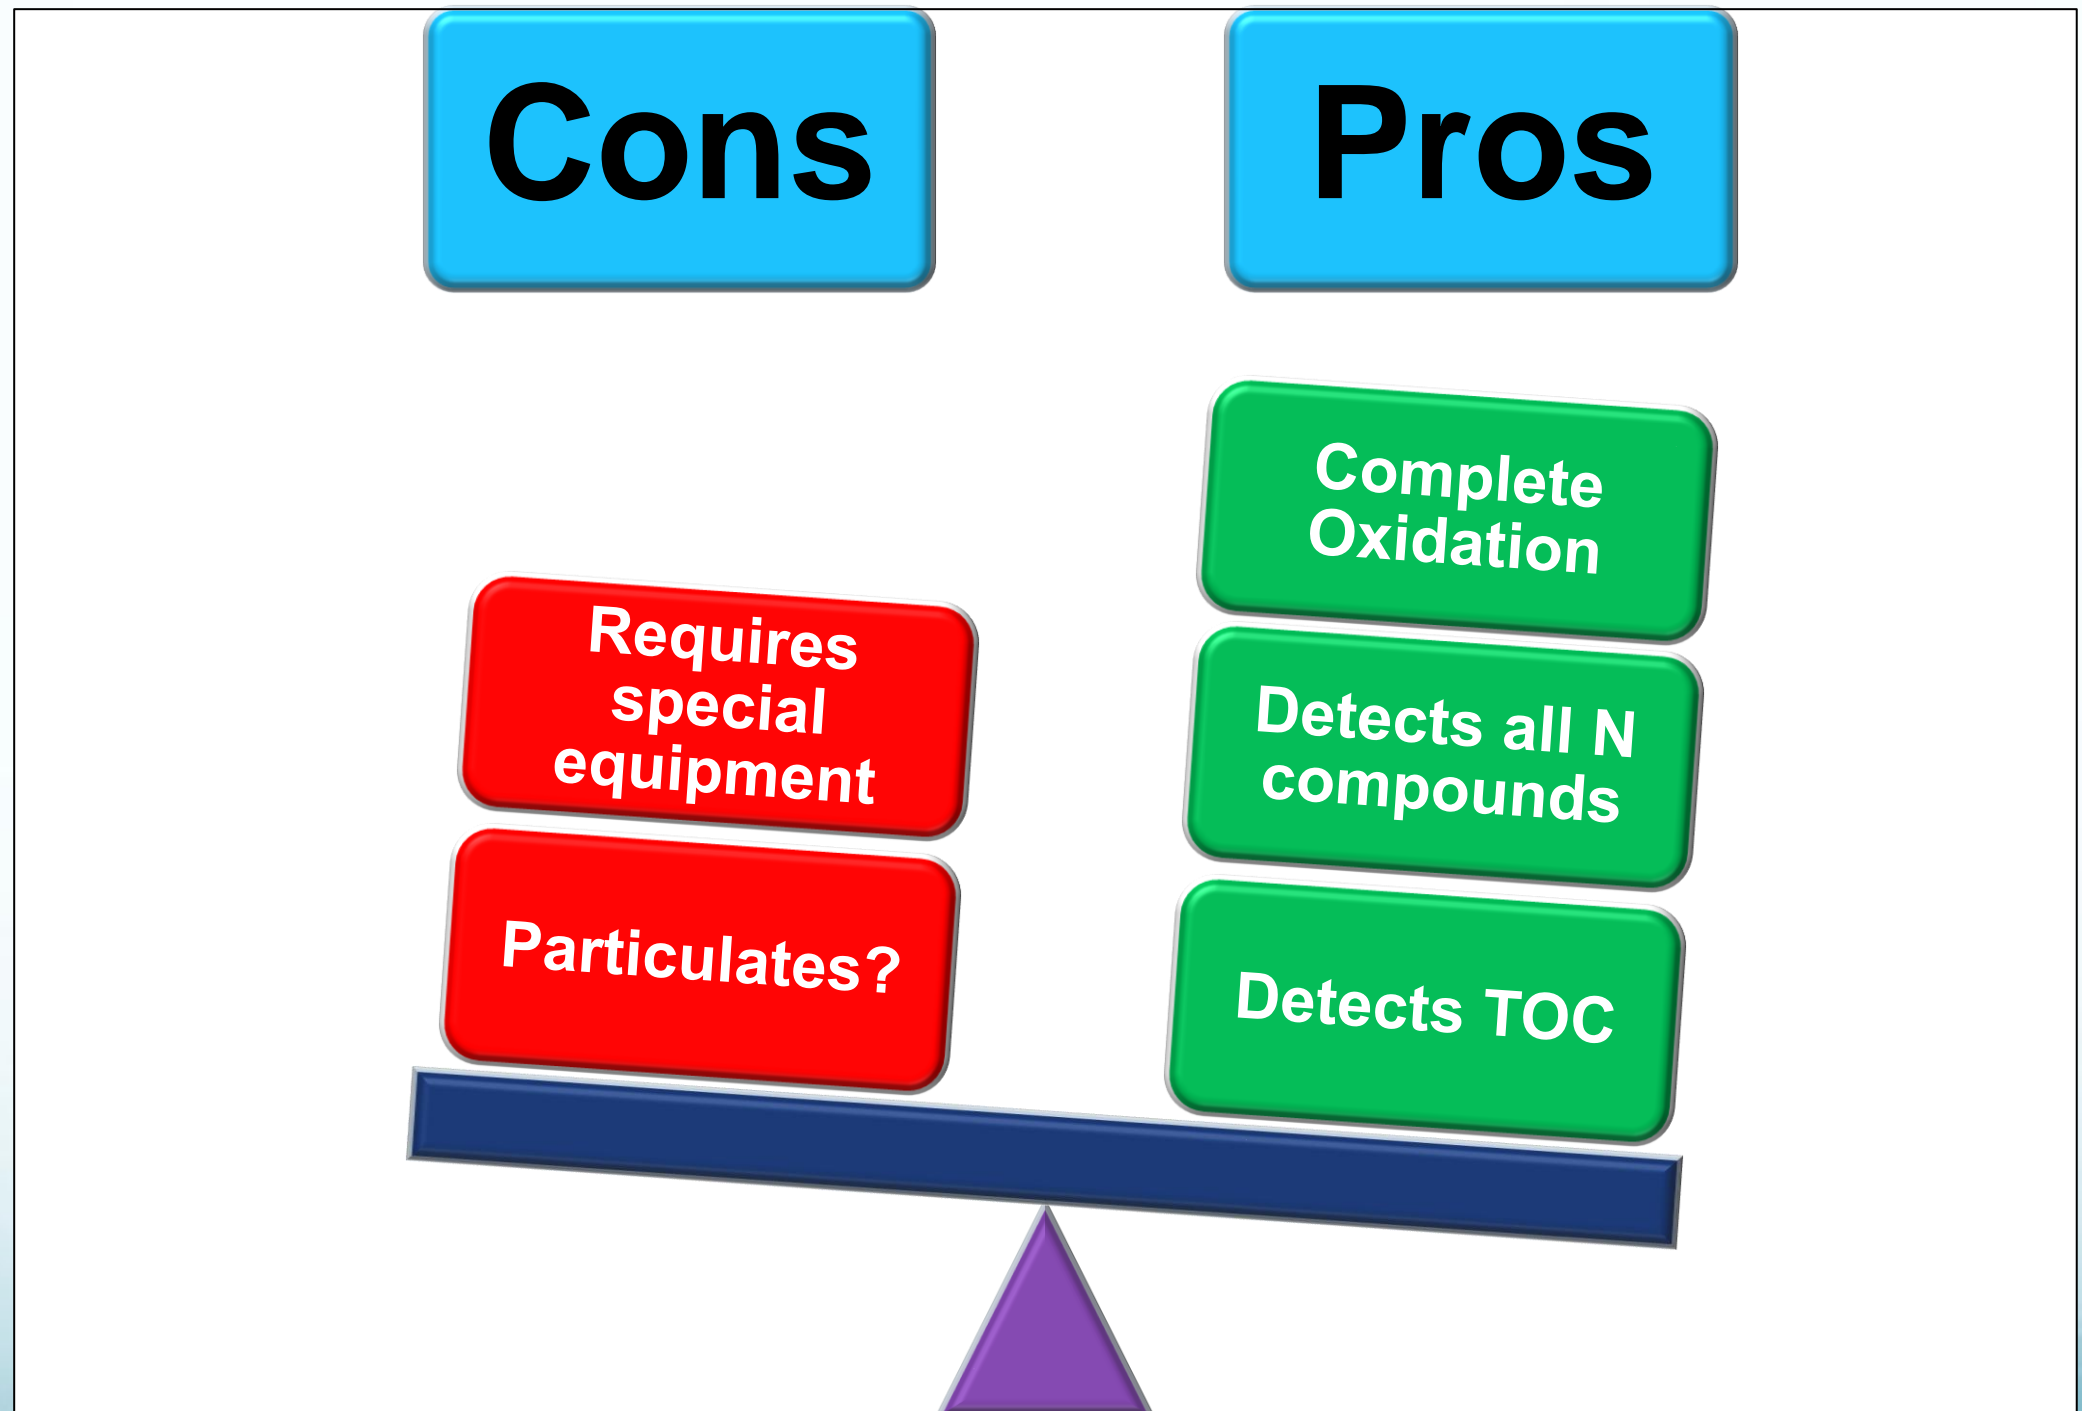 Cons
Pros
Requires
special
equipment
Particulates?
Complete
Oxidation
Detects all N
compounds
Detects TOC